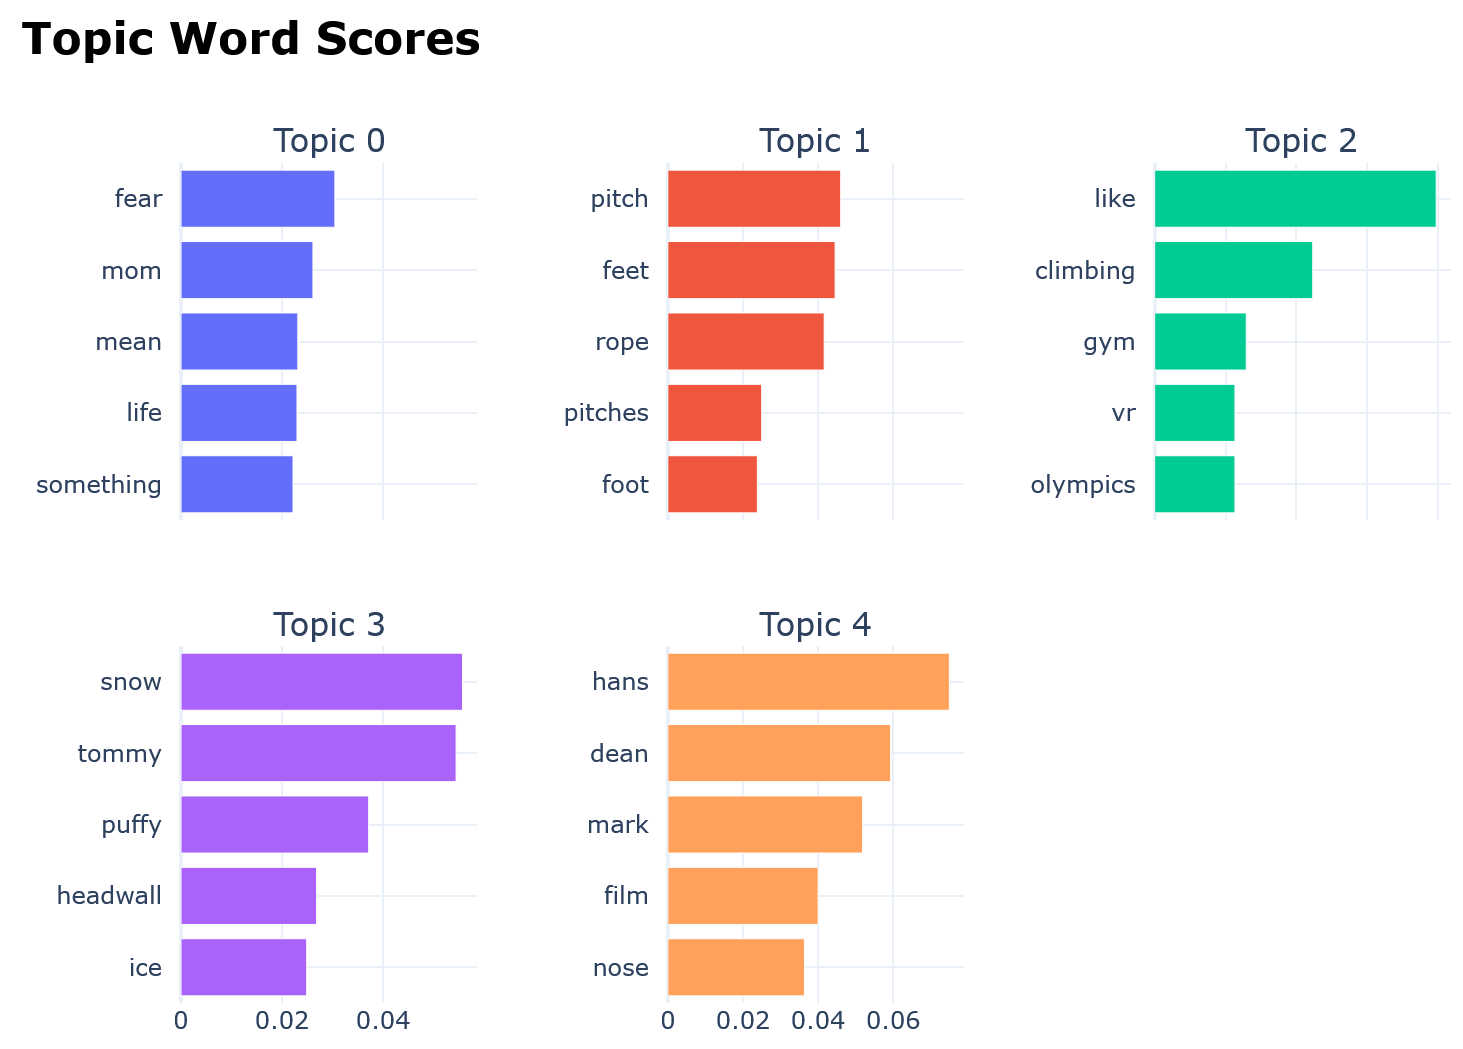 Topic Word Scores
Topic 0
fear
mom
mean
life
something
Topic 1
pitch
feet
rope
pitches
foot
Topic 2
like
climbing
gym
vr
olympics
Topic 3
snow
tommy
puffy
headwall
ice
0 0.02 0.04
Topic 4
hans
dean
mark
film
nose
0 0.02 0.04 0.06